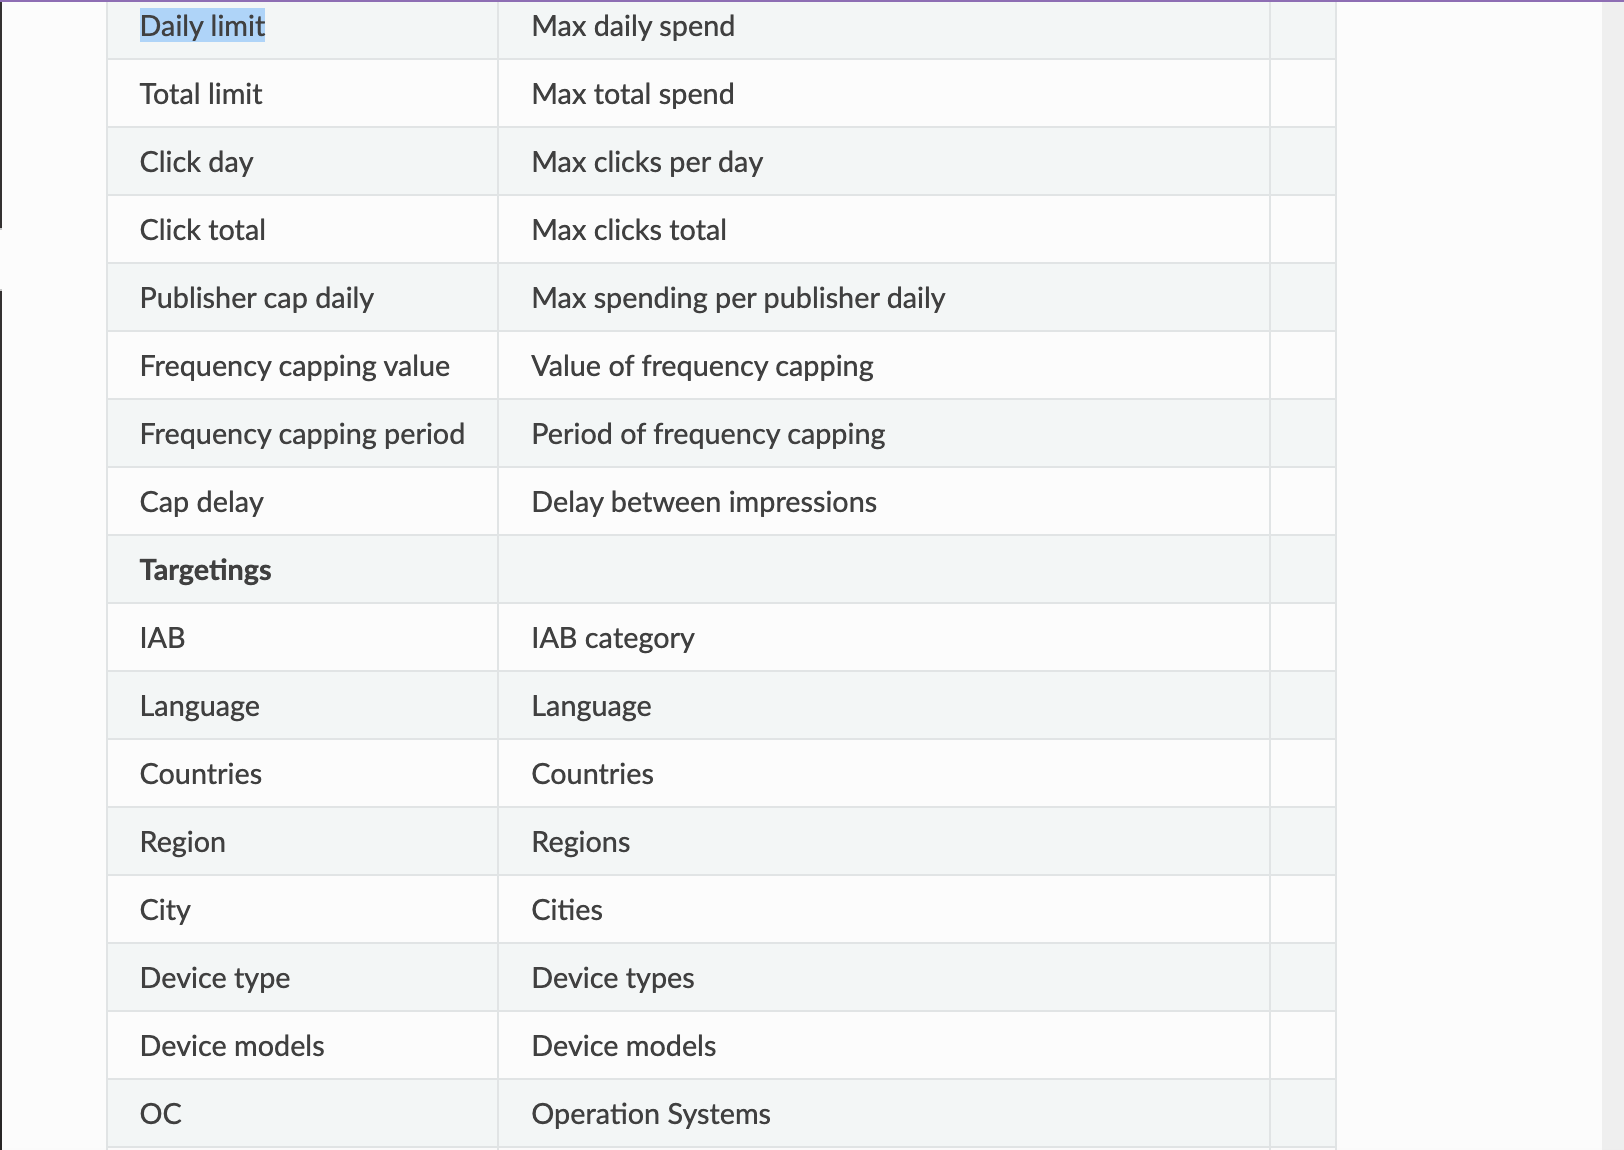 Daily limit Max daily spend
Total limit Max total spend
Click day Max clicks per day
Click total Max clicks total
Publisher cap daily Max spending per publisher daily
Frequency capping value Value of frequency capping
Frequency capping period Period of frequency capping
Cap delay Delay between impressions
Targetings
IAB IAB category
Language Language
Countries Countries
Region Regions
City Cities
Device type Device types
Device models Device models
OC Operation Systems